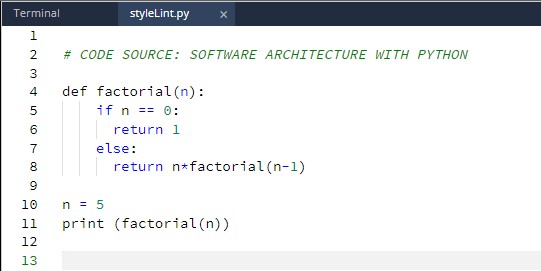 Terminal styleLint.py x
1
2 # CODE SOURCE: SOFTWARE ARCHITECTURE WITH PYTHON
3
4 def factorial(n):
5     if n == 0:
6       return 1
7     else:
8       return n*factorial(n-1)
9
10 n = 5
11 print (factorial(n))
12
13